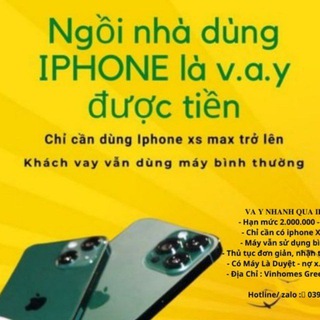 Ngồi nhà dùng
IPHONE là v.a.y
được tiền
Chỉ cần dùng Iphone xs max trở lên
Khách vay vẫn dùng máy bình thường
VA Y NHANH QUA I
- Hạn mức 2.000.000 -
- Chỉ cần có iphone X
- Máy vẫn sử dụng bì
- Thủ tục đơn giản, nhận t
- Có Máy Là Duyệt - nợ x
- Địa Chỉ : Vinhomes Gree
Hotline/ zalo : 039